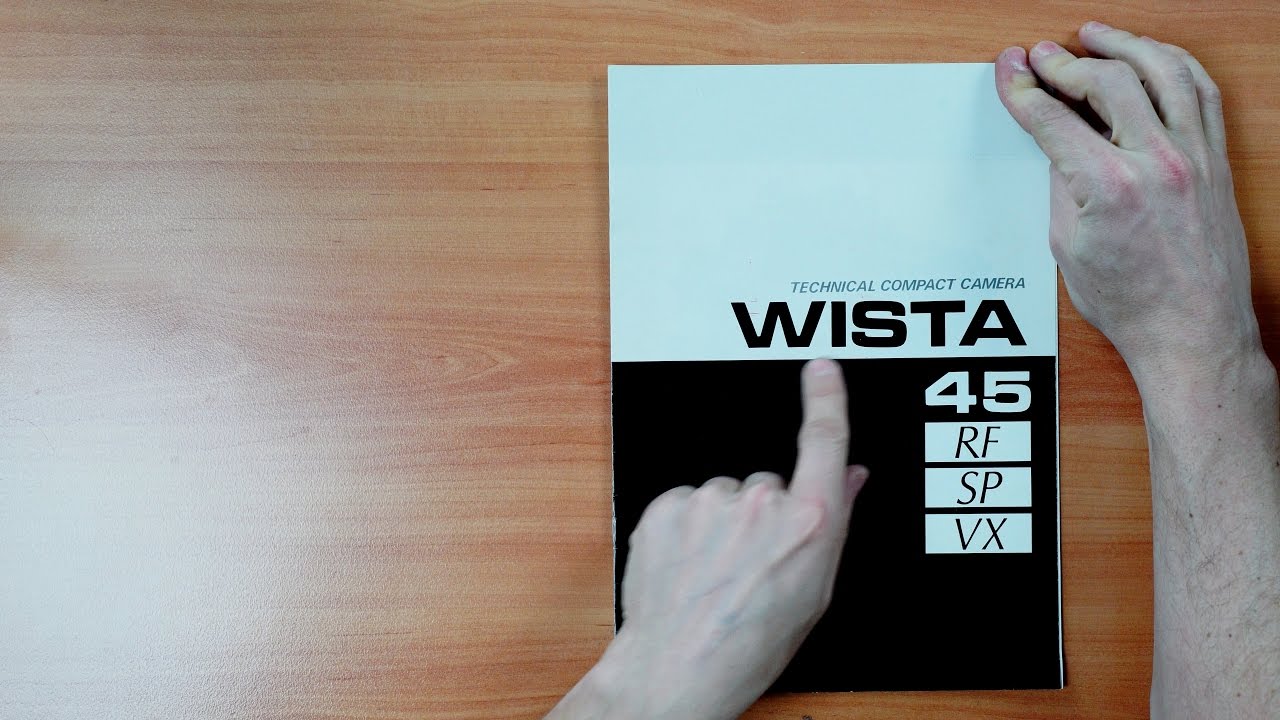 TECHNICAL COMPACT CAMERA
WISTA
45
RF
SP
VX